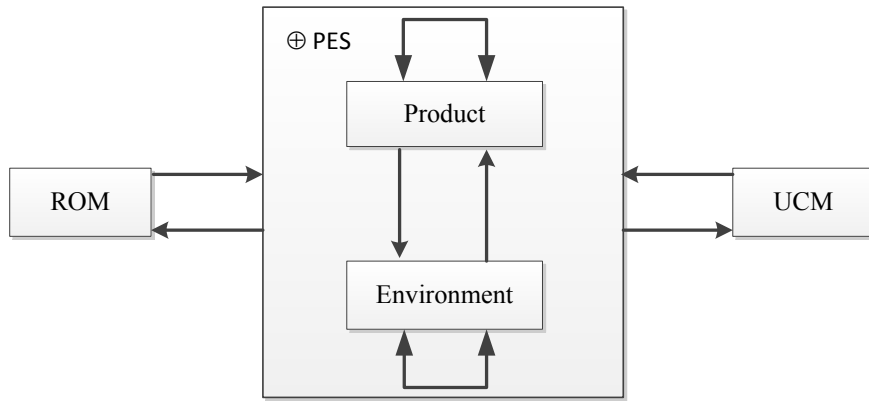 ⊕ PES
Product
ROM
UCM
Environment